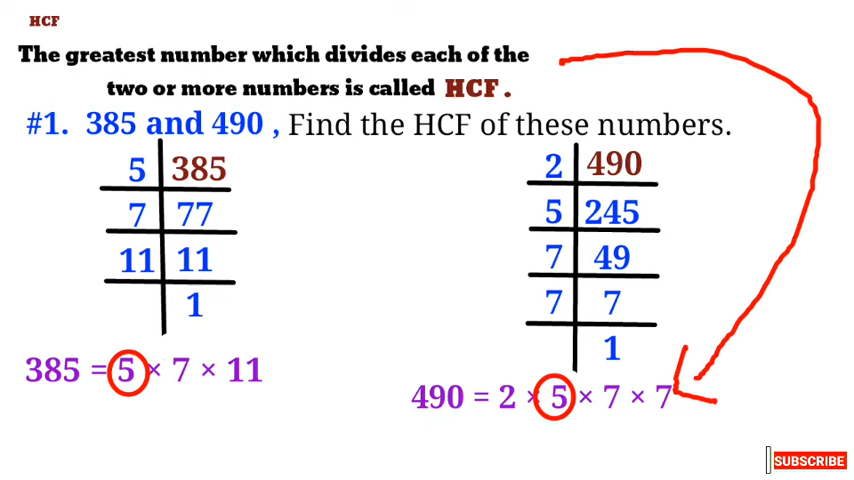 HCF
The greatest number which divides each of the
two or more numbers is called HCF .
#1. 385 and 490 , Find the HCF of these numbers.
5 385
7 77
11 11
1
385 = 5 × 7 × 11
2 490
5 245
7 49
7 7
1
490 = 2 × 5 × 7 × 7
SUBSCRIBE